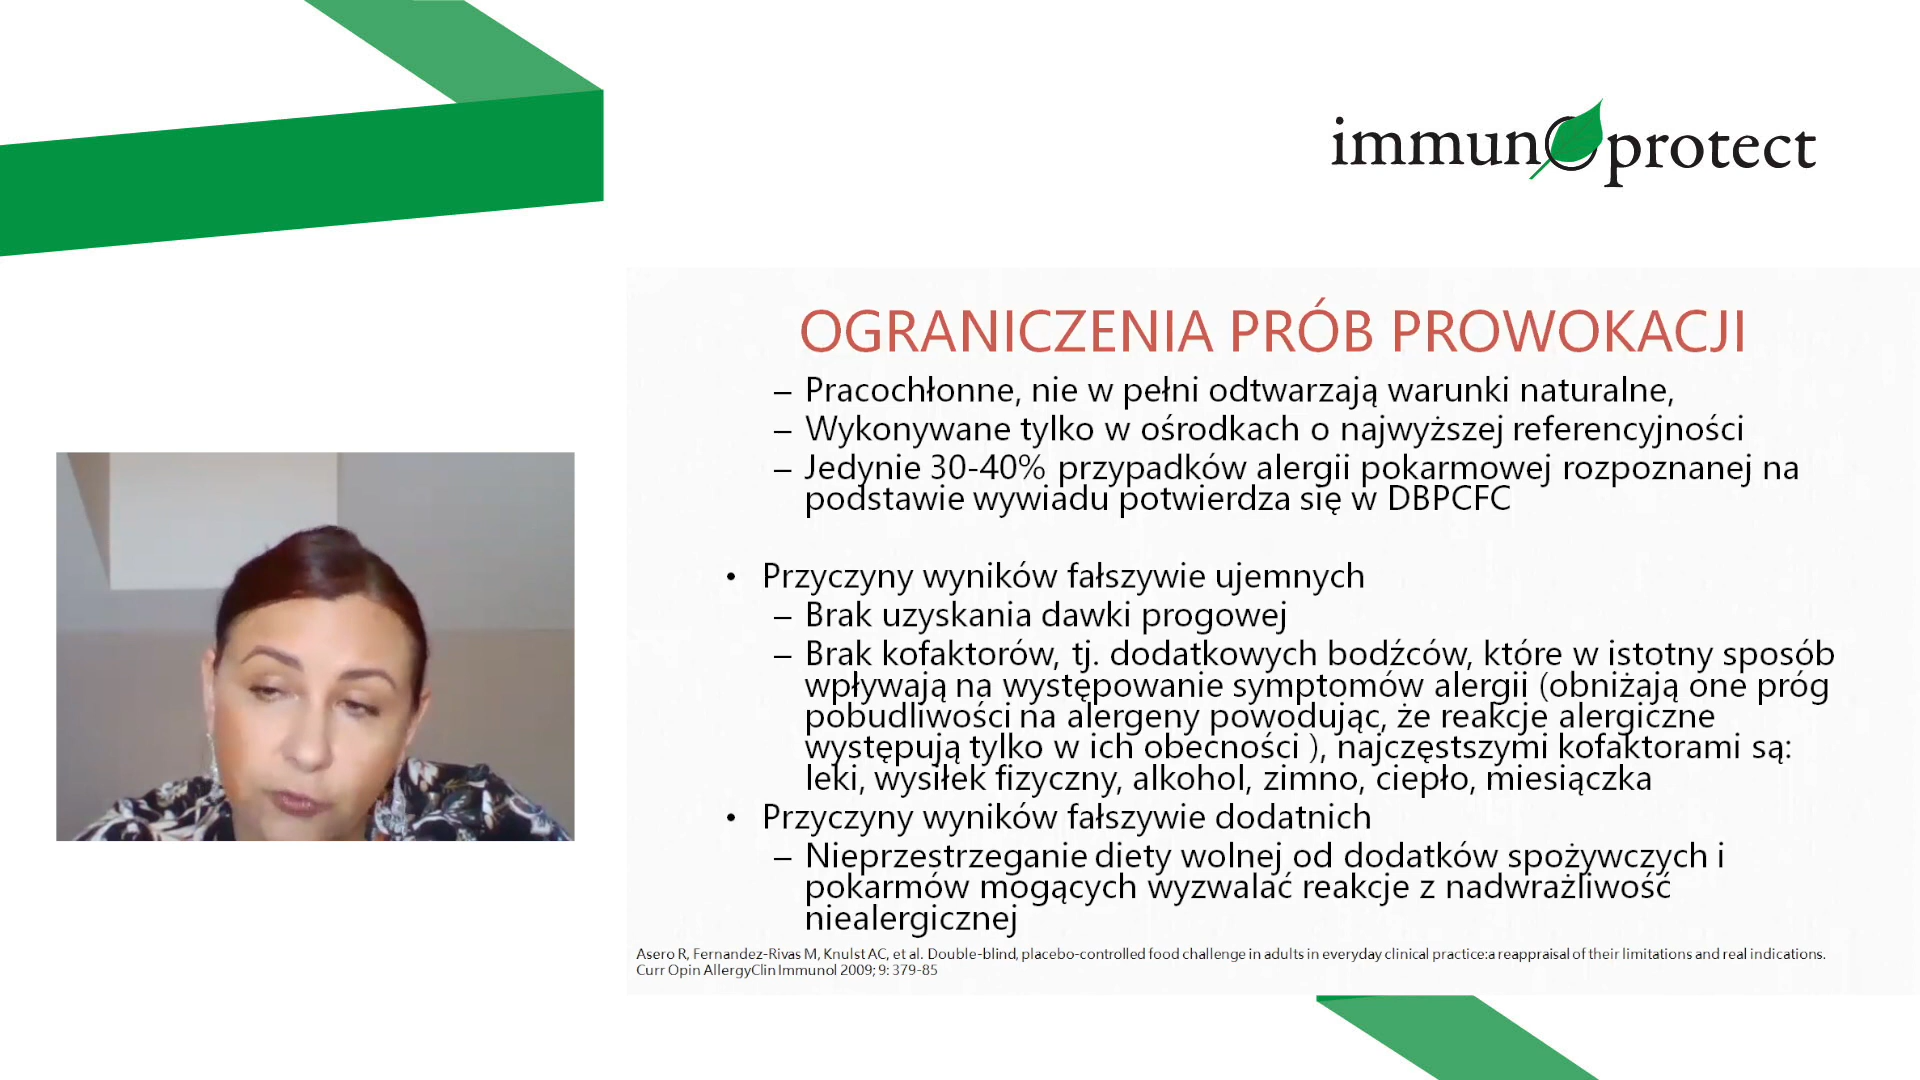 immunoprotect
OGRANICZENIA PRÓB PROWOKACJI
– Pracochłonne, nie w pełni odtwarzają warunki naturalne,
– Wykonywane tylko w ośrodkach o najwyższej referencyjności
– Jedynie 30-40% przypadków alergii pokarmowej rozpoznanej na
podstawie wywiadu potwierdza się w DBPCFC
• Przyczyny wyników fałszywie ujemnych
– Brak uzyskania dawki progowej
– Brak kofaktorów, tj. dodatkowych bodźców, które w istotny sposób
wpływają na występowanie symptomów alergii (obniżają one próg
pobudliwości na alergeny powodując, że reakcje alergiczne
występują tylko w ich obecności ), najczęstszymi kofaktorami są:
leki, wysiłek fizyczny, alkohol, zimno, ciepło, miesiączka
• Przyczyny wyników fałszywie dodatnich
– Nieprzestrzeganie diety wolnej od dodatków spożywczych i
pokarmów mogących wyzwalać reakcje z nadwrażliwość
niealergicznej
Asero R, Fernandez-Rivas M, Knulst AC, et al. Double-blind, placebo-controlled food challenge in adults in everyday clinical practice:a reappraisal of their limitations and real indications.
Curr Opin AllergyClin Immunol 2009; 9: 379-85